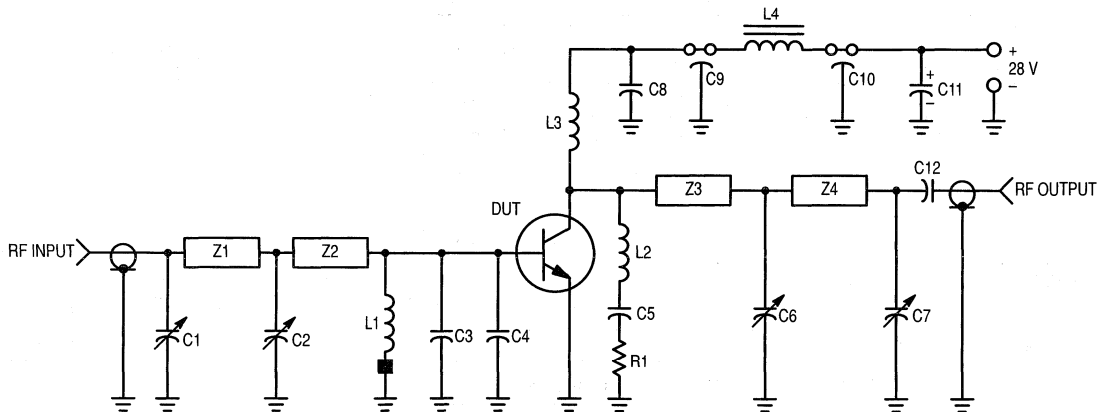 L4
+
28 V
–
C8
C9
C10
+
C11
–
L3
C12
Z3
Z4
RF OUTPUT
DUT
RF INPUT
Z1
Z2
L2
L1
C5
C1
C2
C3
C4
C6
C7
R1